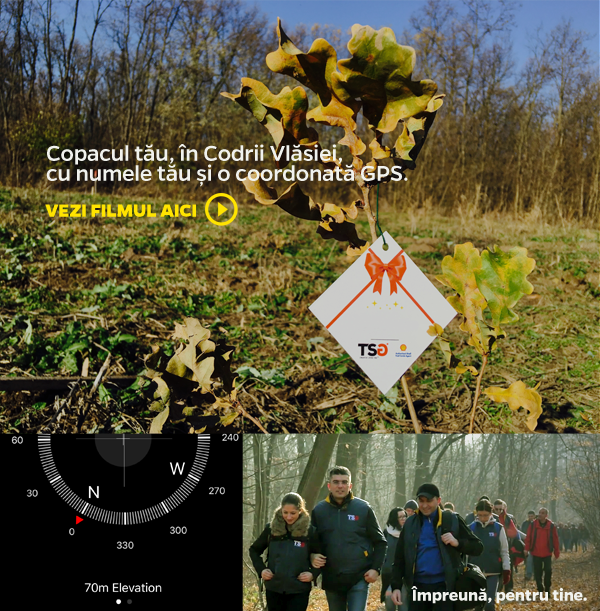 Copacul tău, în Codrii Vlăsiei,
cu numele tău și o coordonată GPS.
VEZI FILMUL AICI
TSG
60
240
30
W
270
N
0
300
330
70m Elevation
TSG
Împreună, pentru tine.